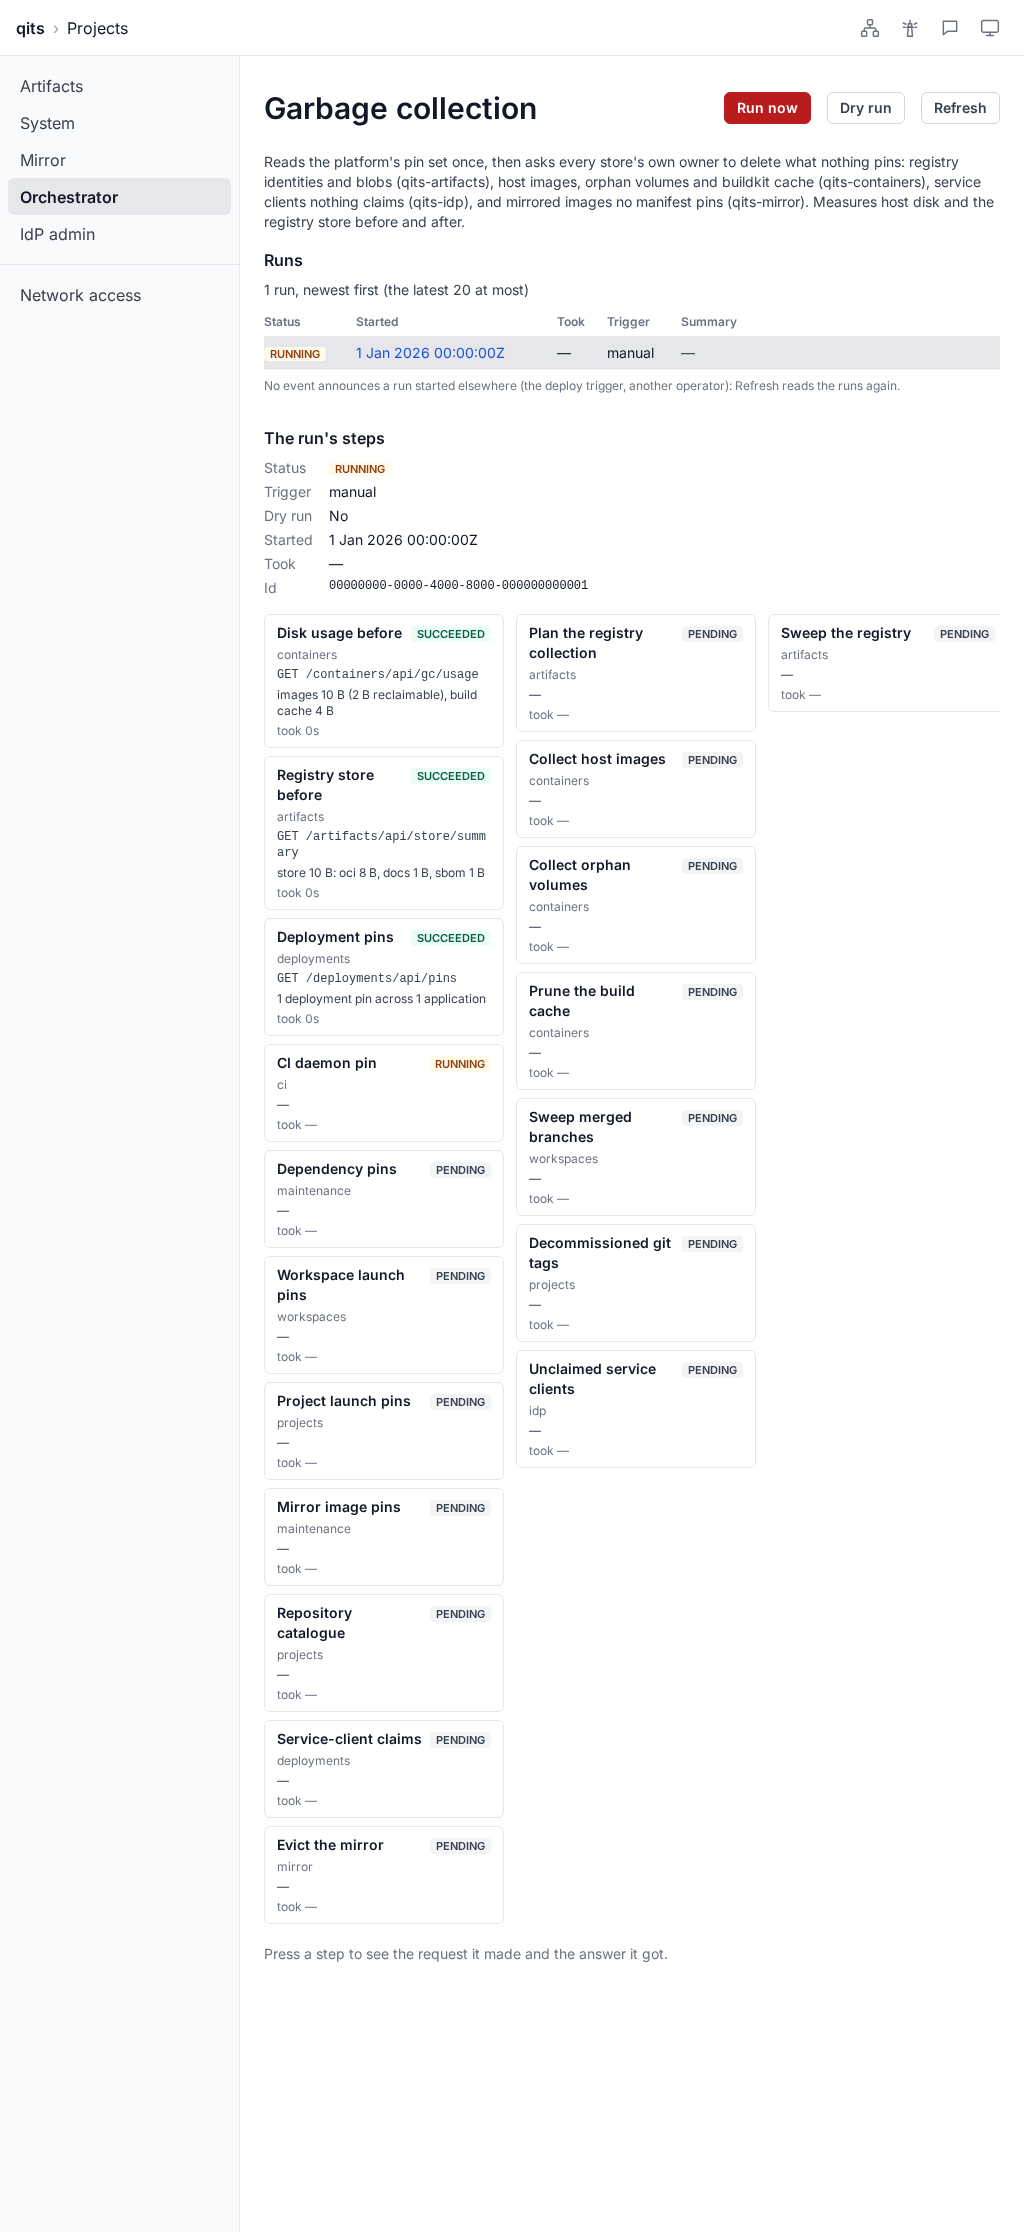 qits › Projects
Artifacts
System
Mirror
Orchestrator
IdP admin
Network access
Garbage collection
Run now
Dry run
Refresh
Reads the platform's pin set once, then asks every store's own owner to delete what nothing pins: registry
identities and blobs (qits-artifacts), host images, orphan volumes and buildkit cache (qits-containers), service
clients nothing claims (qits-idp), and mirrored images no manifest pins (qits-mirror). Measures host disk and the
registry store before and after.
Runs
1 run, newest first (the latest 20 at most)
Status Started Took Trigger Summary
RUNNING 1 Jan 2026 00:00:00Z — manual —
No event announces a run started elsewhere (the deploy trigger, another operator): Refresh reads the runs again.
The run's steps
Status RUNNING
Trigger manual
Dry run No
Started 1 Jan 2026 00:00:00Z
Took —
Id 00000000-0000-4000-8000-000000000001
Disk usage before SUCCEEDED
containers
GET /containers/api/gc/usage
images 10 B (2 B reclaimable), build
cache 4 B
took 0s
Registry store
before
SUCCEEDED
artifacts
GET /artifacts/api/store/summ
ary
store 10 B: oci 8 B, docs 1 B, sbom 1 B
took 0s
Deployment pins SUCCEEDED
deployments
GET /deployments/api/pins
1 deployment pin across 1 application
took 0s
CI daemon pin RUNNING
ci
—
took —
Dependency pins PENDING
maintenance
—
took —
Workspace launch
pins
PENDING
workspaces
—
took —
Project launch pins PENDING
projects
—
took —
Mirror image pins PENDING
maintenance
—
took —
Repository
catalogue
PENDING
projects
—
took —
Service-client claims PENDING
deployments
—
took —
Evict the mirror PENDING
mirror
—
took —
Plan the registry
collection
PENDING
artifacts
—
took —
Collect host images PENDING
containers
—
took —
Collect orphan
volumes
PENDING
containers
—
took —
Prune the build
cache
PENDING
containers
—
took —
Sweep merged
branches
PENDING
workspaces
—
took —
Decommissioned git
tags
PENDING
projects
—
took —
Unclaimed service
clients
PENDING
idp
—
took —
Sweep the registry PENDING
artifacts
—
took —
Press a step to see the request it made and the answer it got.